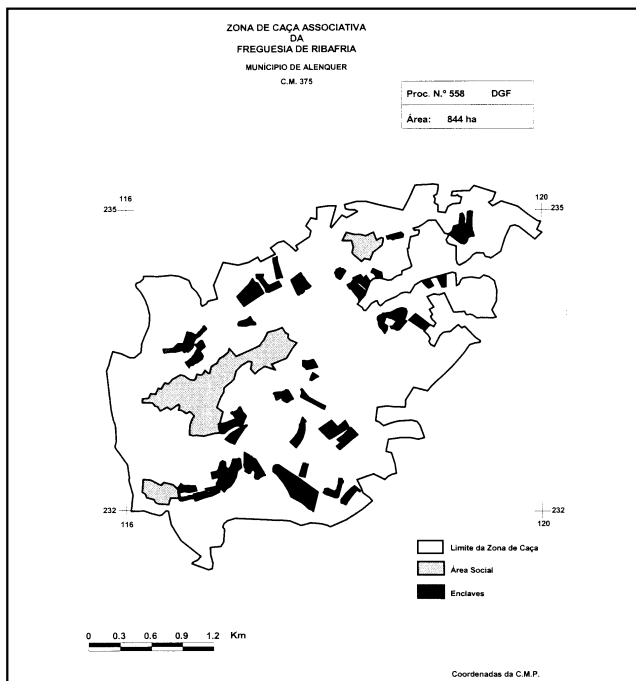 ZONA DE CAÇA ASSOCIATIVA
DA
FREGUESIA DE RIBAFRIA
MUNICIPIO DE ALENQUER
C.M. 375
Proc. N.º 558 DGF
Área: 844 ha
116
120
235
235
232
232
116
120
Limite da Zona de Caça
Área Social
Enclaves
0 0.3 0.6 0.9 1.2 Km
Coordenadas da C.M.P.